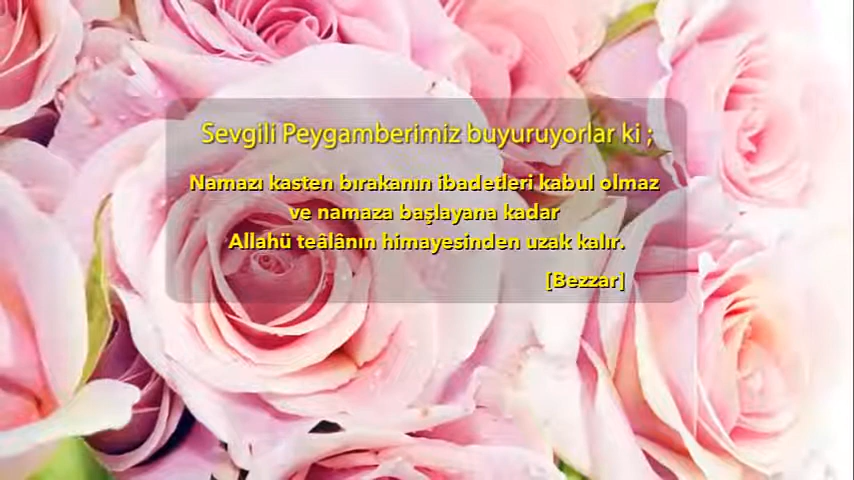 Sevgili Peygamberimiz buyuruyorlar ki ;
Namazı kasten bırakanın ibadetleri kabul olmaz
ve namaza başlayana kadar
Allahü teâlânın himayesinden uzak kalır.
[Bezzar]